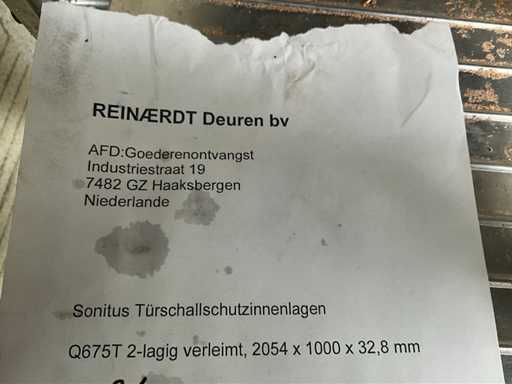 REINÆRDT Deuren bv
AFD:Goederenontvangst
Industriestraat 19
7482 GZ Haaksbergen
Niederlande
Sonitus Türschallschutzinnenlagen
Q675T 2-lagig verleimt, 2054 x 1000 x 32,8 mm